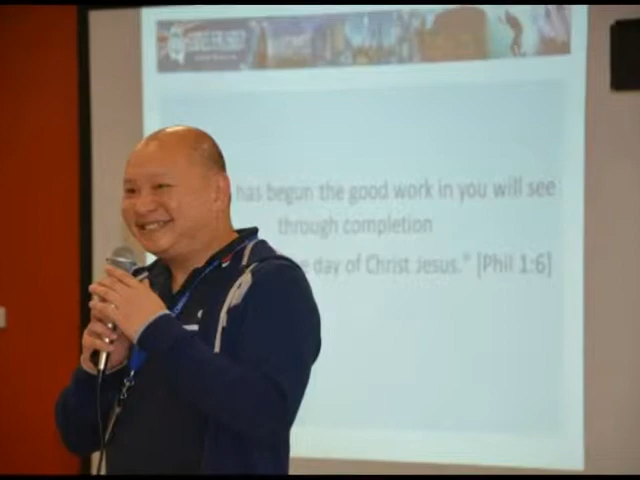 has begun the good work in you will see
through completion
day of Christ Jesus." [Phil 1:6]